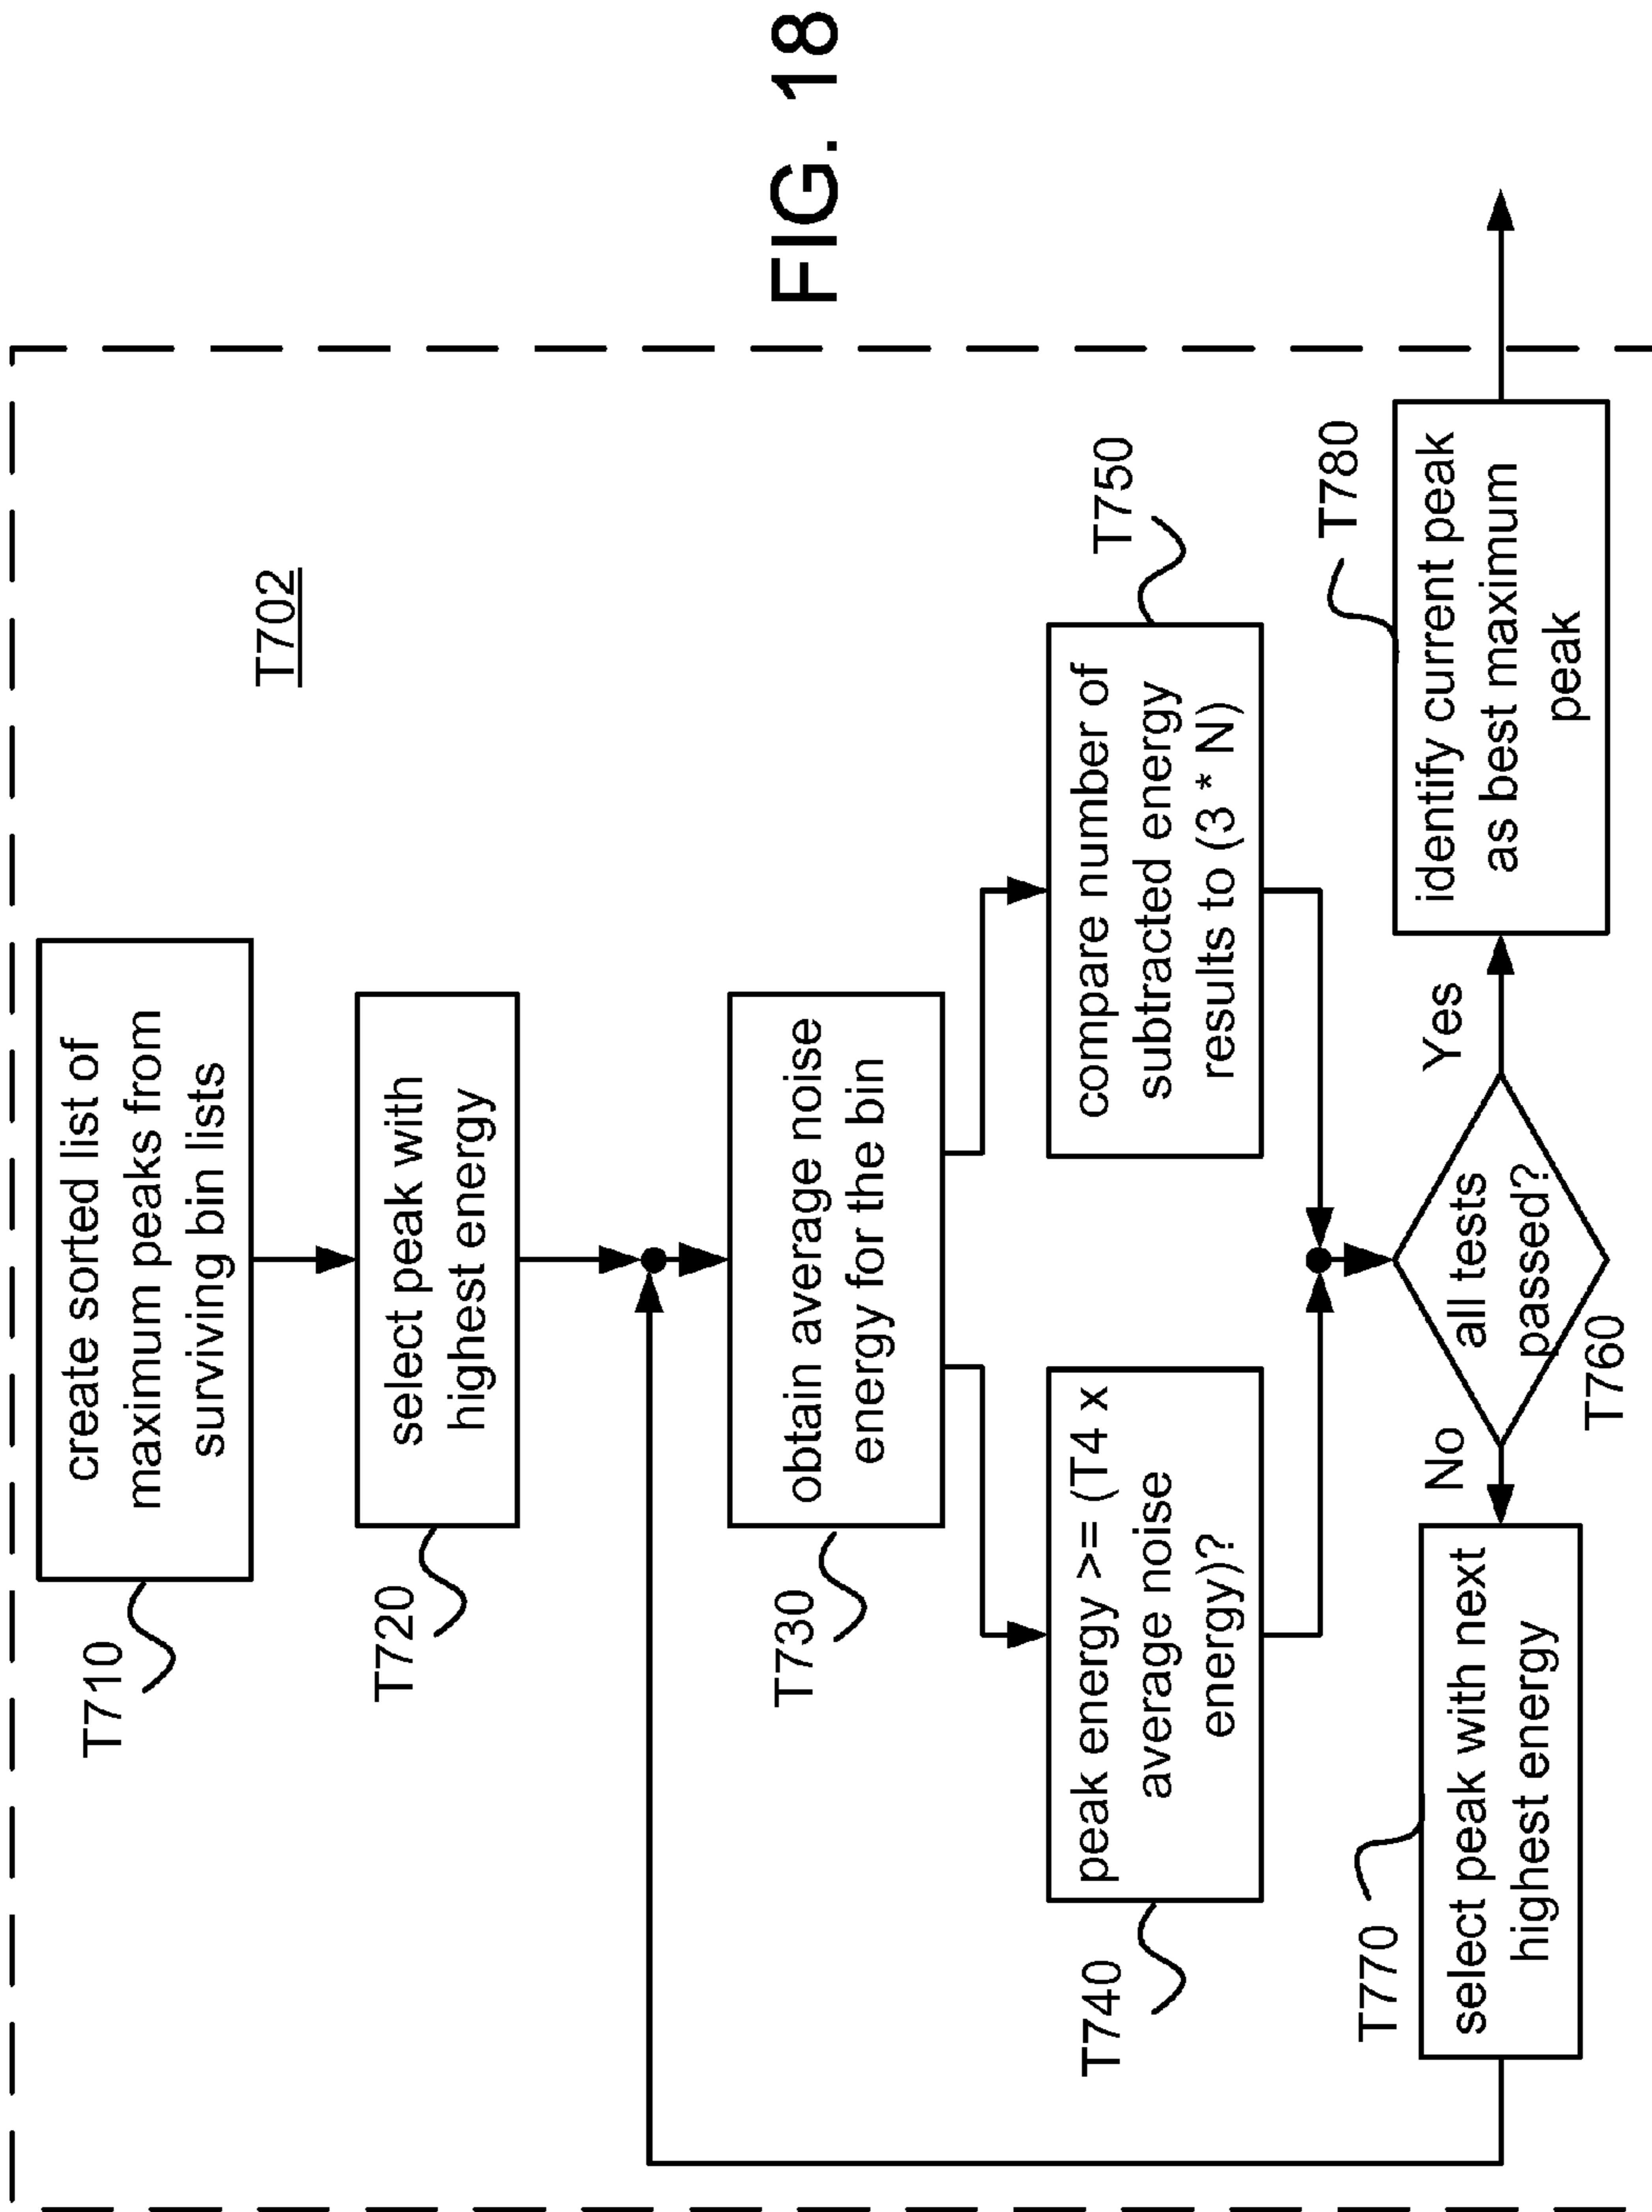 T702
T710
create sorted list of
maximum peaks from
surviving bin lists
T720
select peak with
highest energy
T730
obtain average noise
energy for the bin
T740
peak energy >= (T4 x
average noise
energy)?
T750
compare number of
subtracted energy
results to (3 * N)
all tests
passed?
T760
No
Yes
T770
select peak with next
highest energy
T780
identify current peak
as best maximum
peak
FIG. 18